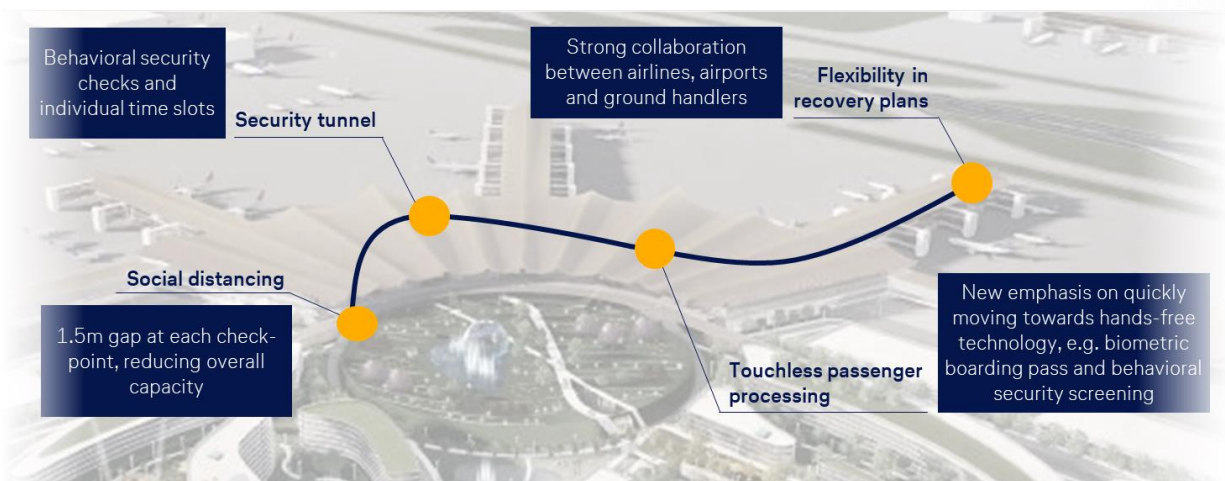 Behavioral security
checks and
individual time slots
Security tunnel
Strong collaboration
between airlines, airports
and ground handlers
Flexibility in
recovery plans
Social distancing
1.5m gap at each check-
point, reducing overall
capacity
Touchless passenger
processing
New emphasis on quickly
moving towards hands-free
technology, e.g. biometric
boarding pass and behavioral
security screening